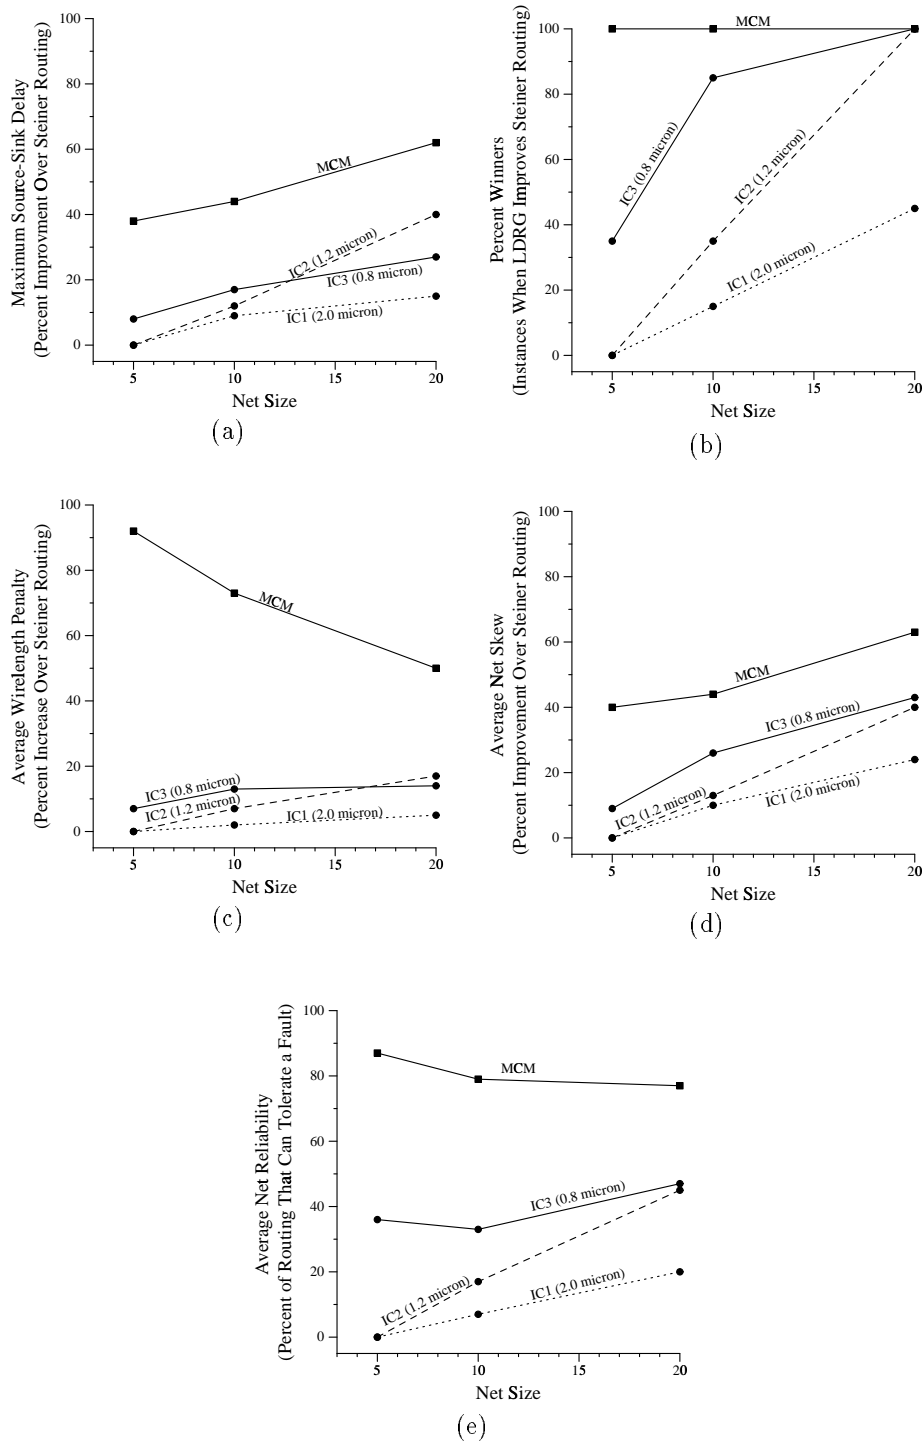 Maximum Source-Sink Delay
(Percent Improvment Over Steiner Routing)
100
80
60
40
20
0
MCM
IC2 (1.2 micron)
IC3 (0.8 micron)
IC1 (2.0 micron)
5
10
15
20
Net Size
(a)
Percent Winners
(Instances When LDRG Improves Steiner Routing)
100
80
60
40
20
0
MCM
IC3 (0.8 micron)
IC2 (1.2 micron)
IC1 (2.0 micron)
5
10
15
20
Net Size
(b)
Average Wirelength Penalty
(Percent Increase Over Steiner Routing)
100
80
60
40
20
0
MCM
IC3 (0.8 micron)
IC2 (1.2 micron)
IC1 (2.0 micron)
5
10
15
20
Net Size
(c)
Average Net Skew
(Percent Improvement Over Steiner Routing)
100
80
60
40
20
0
MCM
IC3 (0.8 micron)
IC2 (1.2 micron)
IC1 (2.0 micron)
5
10
15
20
Net Size
(d)
Average Net Reliability
(Percent of Routing That Can Tolerate a Fault)
100
80
60
40
20
0
MCM
IC3 (0.8 micron)
IC2 (1.2 micron)
IC1 (2.0 micron)
5
10
15
20
Net Size
(e)